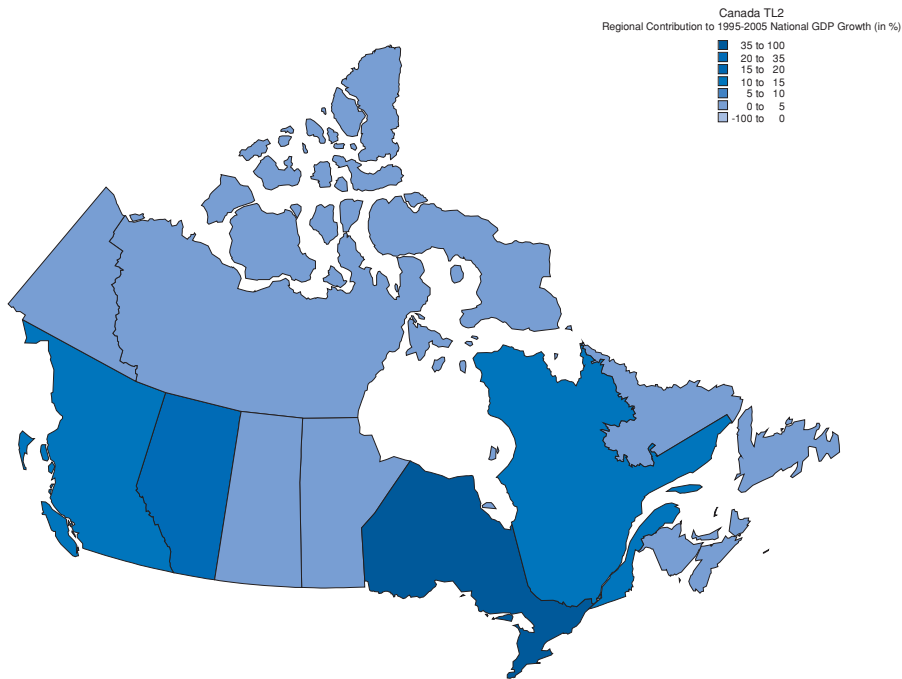 Canada TL2
Regional Contribution to 1995-2005 National GDP Growth (in %)
35 to 100
20 to 35
15 to 20
10 to 15
5 to 10
0 to 5
-100 to 0